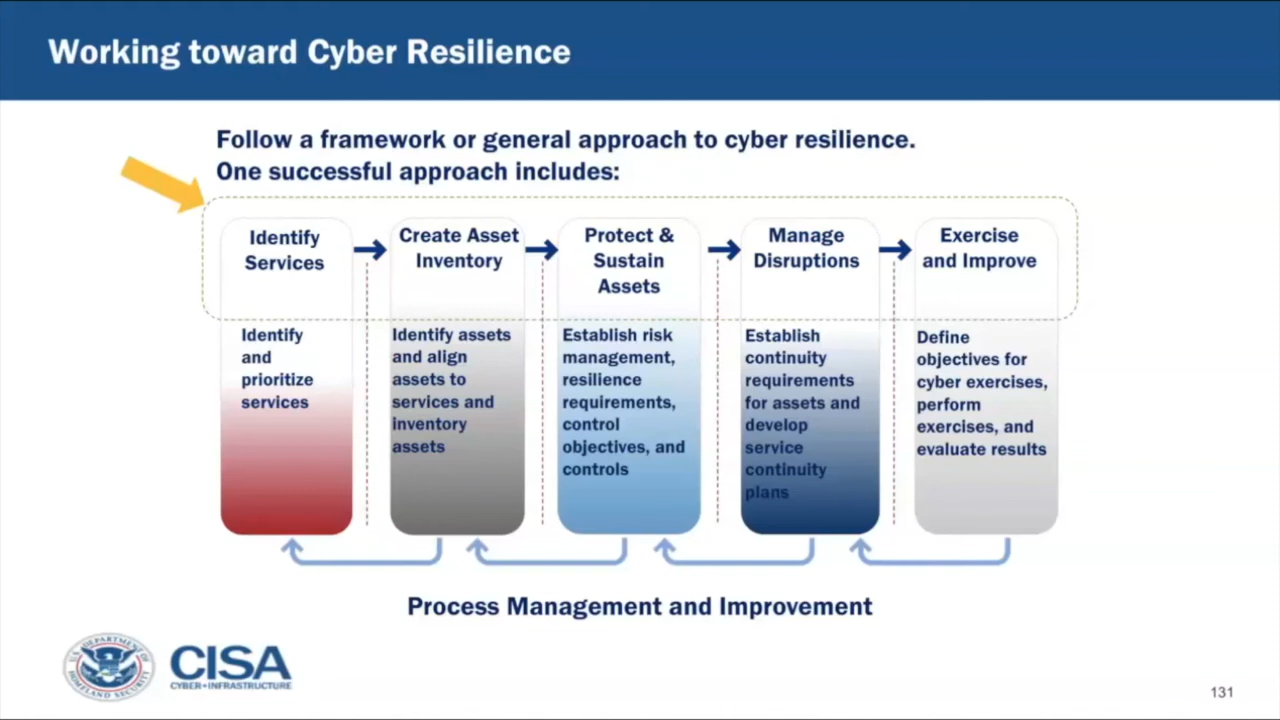 Working toward Cyber Resilience
Follow a framework or general approach to cyber resilience.
One successful approach includes:
Identify
Services
Create Asset
Inventory
Protect &
Sustain
Assets
Manage
Disruptions
Exercise
and Improve
Identify
and
prioritize
services
Identify assets
and align
assets to
services and
inventory
assets
Establish risk
management,
resilience
requirements,
control
objectives, and
controls
Establish
continuity
requirements
for assets and
develop
service
continuity
plans
Define
objectives for
cyber exercises,
perform
exercises, and
evaluate results
Process Management and Improvement
U.S. DEPARTMENT OF
HOMELAND SECURITY
CISA
CYBER+INFRASTRUCTURE
131